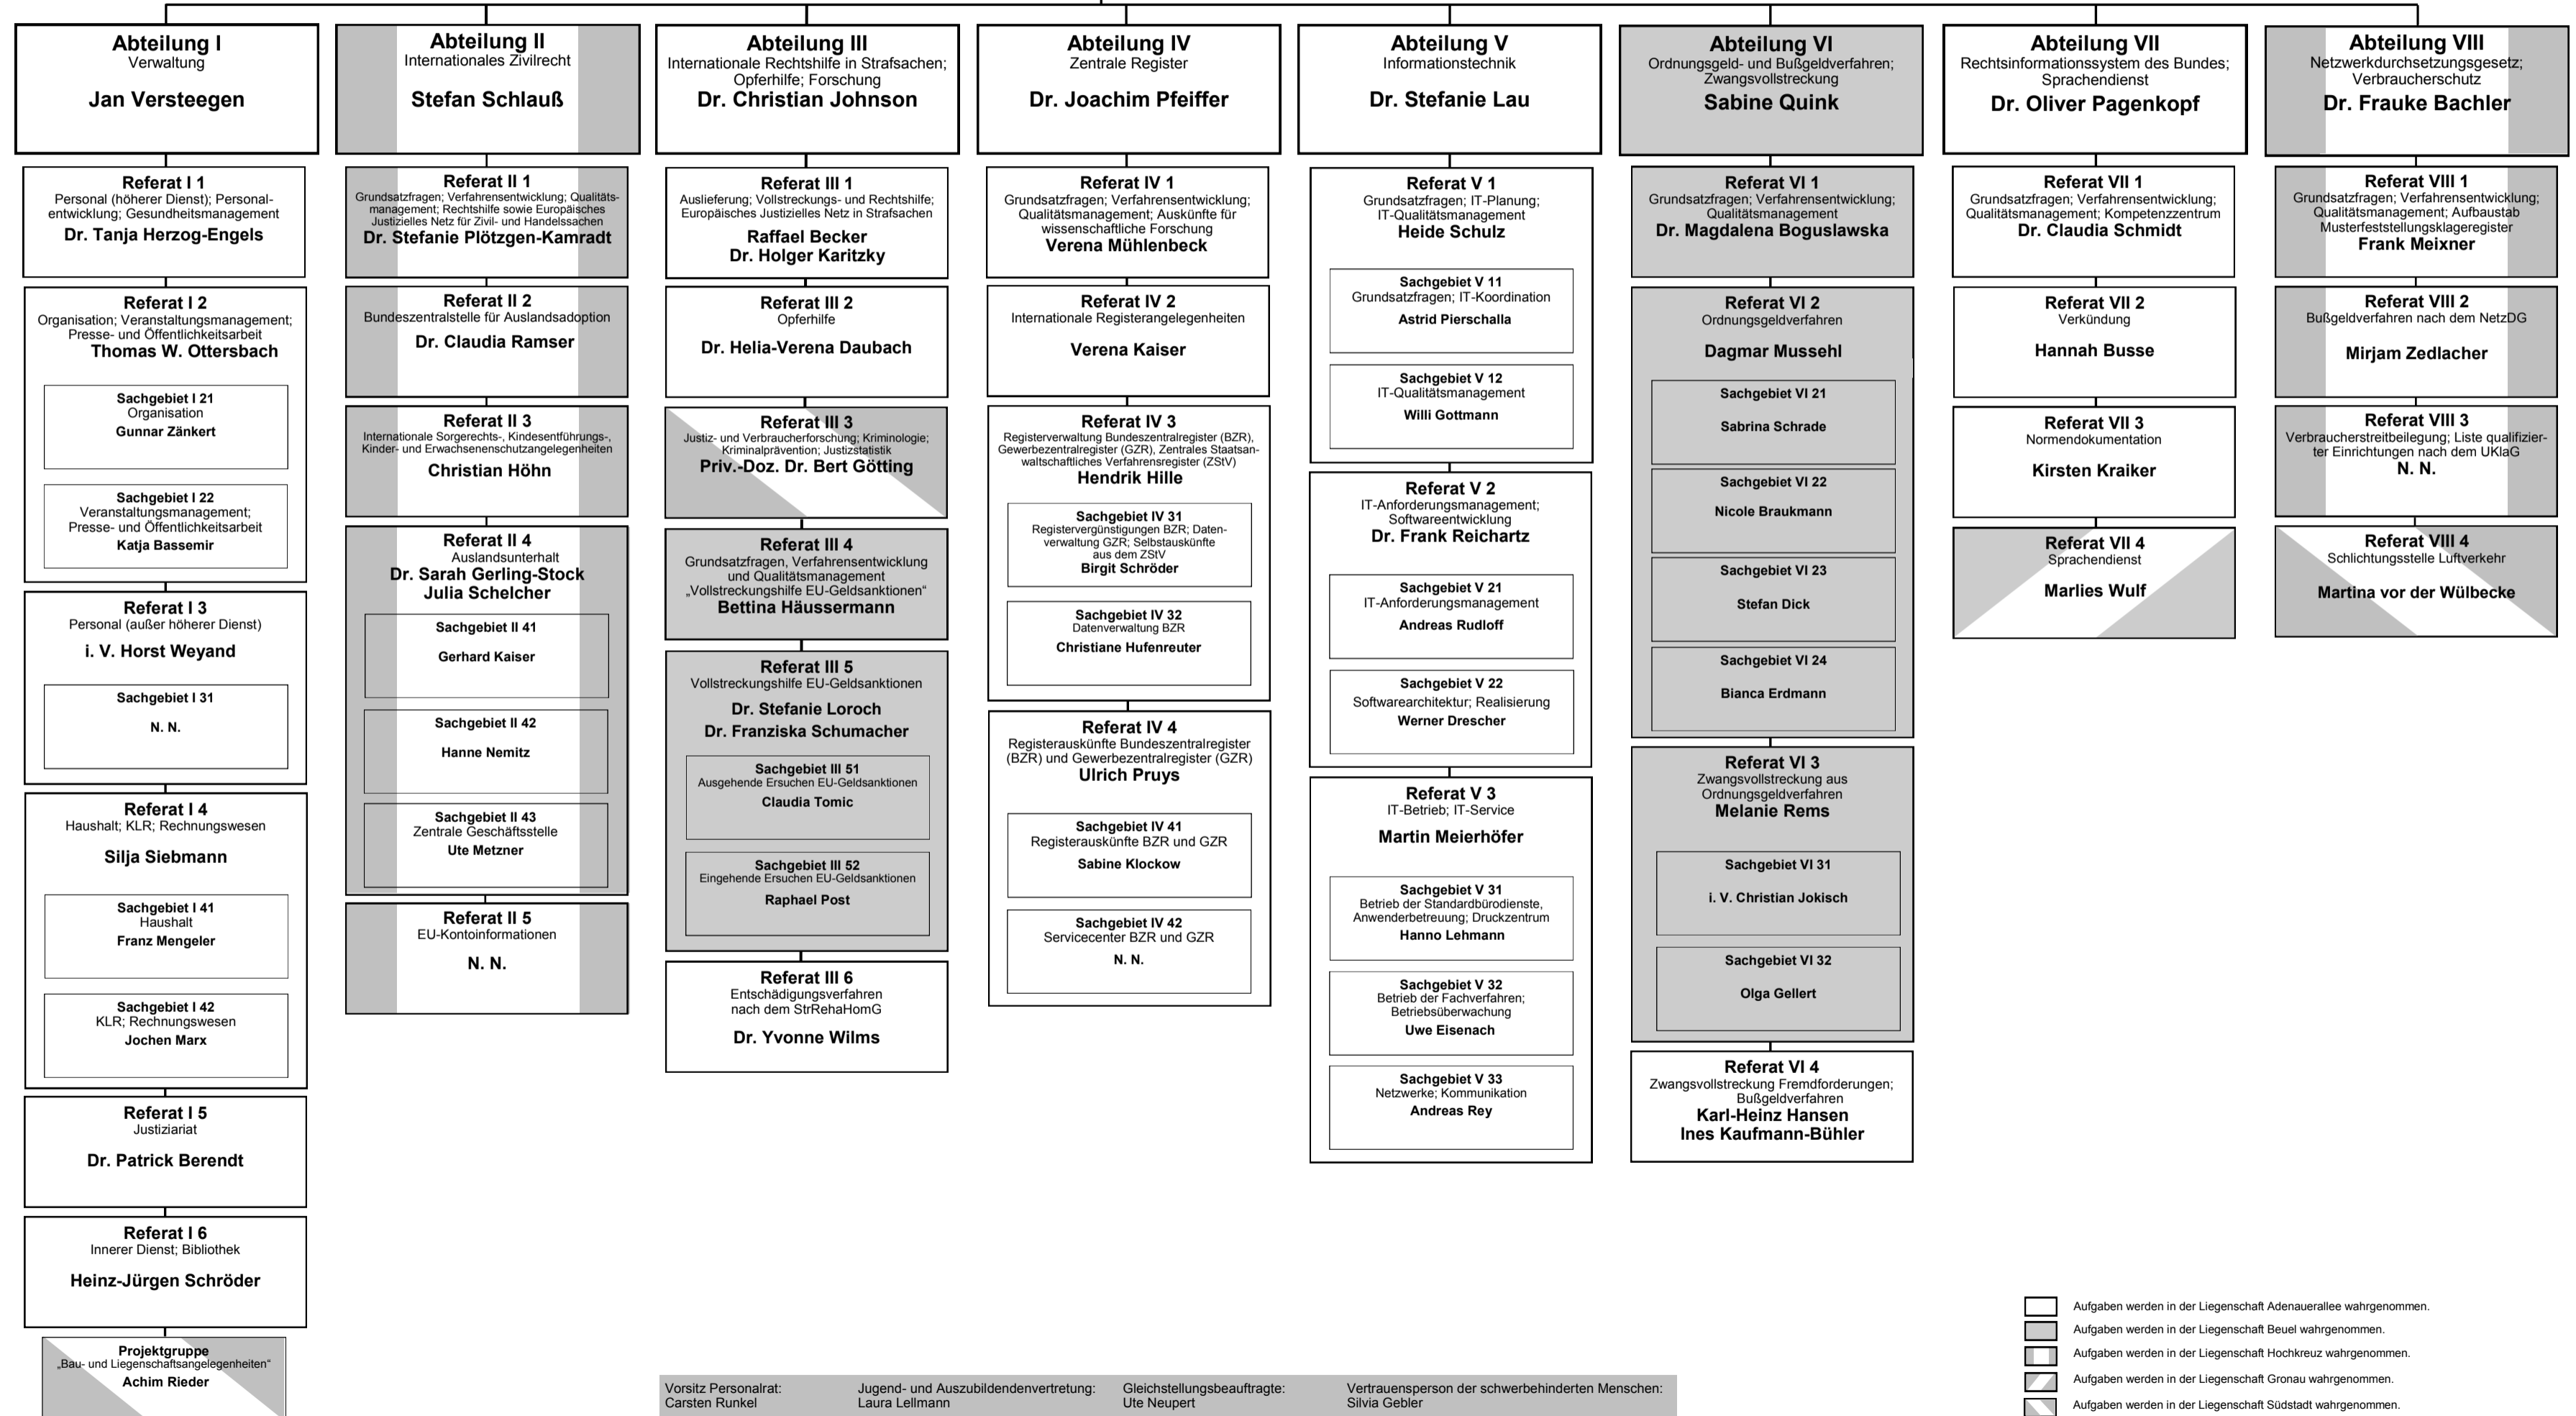 Abteilung I
Verwaltung
Jan Versteegen
Referat I 1
Personal (höherer Dienst); Personal-
entwicklung; Gesundheitsmanagement
Dr. Tanja Herzog-Engels
Referat I 2
Organisation; Veranstaltungsmanagement;
Presse- und Öffentlichkeitsarbeit
Thomas W. Ottersbach
Sachgebiet I 21
Organisation
Gunnar Zänkert
Sachgebiet I 22
Veranstaltungsmanagement;
Presse- und Öffentlichkeitsarbeit
Katja Bassemir
Referat I 3
Personal (außer höherer Dienst)
i. V. Horst Weyand
Sachgebiet I 31
N. N.
Referat I 4
Haushalt; KLR; Rechnungswesen
Silja Siebmann
Sachgebiet I 41
Haushalt
Franz Mengeler
Sachgebiet I 42
KLR; Rechnungswesen
Jochen Marx
Referat I 5
Justiziariat
Dr. Patrick Berendt
Referat I 6
Innerer Dienst; Bibliothek
Heinz-Jürgen Schröder
Projektgruppe
„Bau- und Liegenschaftsangelegenheiten“
Achim Rieder
Abteilung II
Internationales Zivilrecht
Stefan Schlauß
Referat II 1
Grundsatzfragen; Verfahrensentwicklung; Qualitäts-
management; Rechtshilfe sowie Europäisches
Justizielles Netz für Zivil- und Handelssachen
Dr. Stefanie Plötzgen-Kamradt
Referat II 2
Bundeszentralstelle für Auslandsadoption
Dr. Claudia Ramser
Referat II 3
Internationale Sorgerechts-, Kindesentführungs-,
Kinder- und Erwachsenenschutzangelegenheiten
Christian Höhn
Referat II 4
Auslandsunterhalt
Dr. Sarah Gerling-Stock
Julia Schelcher
Sachgebiet II 41
Gerhard Kaiser
Sachgebiet II 42
Hanne Nemitz
Sachgebiet II 43
Zentrale Geschäftsstelle
Ute Metzner
Referat II 5
EU-Kontoinformationen
N. N.
Abteilung III
Internationale Rechtshilfe in Strafsachen;
Opferhilfe; Forschung
Dr. Christian Johnson
Referat III 1
Auslieferung; Vollstreckungs- und Rechtshilfe;
Europäisches Justizielles Netz in Strafsachen
Raffael Becker
Dr. Holger Karitzky
Referat III 2
Opferhilfe
Dr. Helia-Verena Daubach
Referat III 3
Justiz- und Verbraucherforschung; Kriminologie;
Kriminalprävention; Justizstatistik
Priv.-Doz. Dr. Bert Götting
Referat III 4
Grundsatzfragen, Verfahrensentwicklung
und Qualitätsmanagement
„Vollstreckungshilfe EU-Geldsanktionen“
Bettina Häussermann
Referat III 5
Vollstreckungshilfe EU-Geldsanktionen
Dr. Stefanie Loroch
Dr. Franziska Schumacher
Sachgebiet III 51
Ausgehende Ersuchen EU-Geldsanktionen
Claudia Tomic
Sachgebiet III 52
Eingehende Ersuchen EU-Geldsanktionen
Raphael Post
Referat III 6
Entschädigungsverfahren
nach dem StrRehaHomG
Dr. Yvonne Wilms
Abteilung IV
Zentrale Register
Dr. Joachim Pfeiffer
Referat IV 1
Grundsatzfragen; Verfahrensentwicklung;
Qualitätsmanagement; Auskünfte für
wissenschaftliche Forschung
Verena Mühlenbeck
Referat IV 2
Internationale Registerangelegenheiten
Verena Kaiser
Referat IV 3
Registerverwaltung Bundeszentralregister (BZR),
Gewerbezentralregister (GZR), Zentrales Staatsan-
waltschaftliches Verfahrensregister (ZStV)
Hendrik Hille
Sachgebiet IV 31
Registervergünstigungen BZR; Daten-
verwaltung GZR; Selbstauskünfte
aus dem ZStV
Birgit Schröder
Sachgebiet IV 32
Datenverwaltung BZR
Christiane Hufenreuter
Referat IV 4
Registerauskünfte Bundeszentralregister
(BZR) und Gewerbezentralregister (GZR)
Ulrich Pruys
Sachgebiet IV 41
Registerauskünfte BZR und GZR
Sabine Klockow
Sachgebiet IV 42
Servicecenter BZR und GZR
N. N.
Abteilung V
Informationstechnik
Dr. Stefanie Lau
Referat V 1
Grundsatzfragen; IT-Planung;
IT-Qualitätsmanagement
Heide Schulz
Sachgebiet V 11
Grundsatzfragen; IT-Koordination
Astrid Pierschalla
Sachgebiet V 12
IT-Qualitätsmanagement
Willi Gottmann
Referat V 2
IT-Anforderungsmanagement;
Softwareentwicklung
Dr. Frank Reichartz
Sachgebiet V 21
IT-Anforderungsmanagement
Andreas Rudloff
Sachgebiet V 22
Softwarearchitektur; Realisierung
Werner Drescher
Referat V 3
IT-Betrieb; IT-Service
Martin Meierhöfer
Sachgebiet V 31
Betrieb der Standardbürodienste,
Anwenderbetreuung; Druckzentrum
Hanno Lehmann
Sachgebiet V 32
Betrieb der Fachverfahren;
Betriebsüberwachung
Uwe Eisenach
Sachgebiet V 33
Netzwerke; Kommunikation
Andreas Rey
Abteilung VI
Ordnungsgeld- und Bußgeldverfahren;
Zwangsvollstreckung
Sabine Quink
Referat VI 1
Grundsatzfragen; Verfahrensentwicklung;
Qualitätsmanagement
Dr. Magdalena Boguslawska
Referat VI 2
Ordnungsgeldverfahren
Dagmar Mussehl
Sachgebiet VI 21
Sabrina Schrade
Sachgebiet VI 22
Nicole Braukmann
Sachgebiet VI 23
Stefan Dick
Sachgebiet VI 24
Bianca Erdmann
Referat VI 3
Zwangsvollstreckung aus
Ordnungsgeldverfahren
Melanie Rems
Sachgebiet VI 31
i. V. Christian Jokisch
Sachgebiet VI 32
Olga Gellert
Referat VI 4
Zwangsvollstreckung Fremdforderungen;
Bußgeldverfahren
Karl-Heinz Hansen
Ines Kaufmann-Bühler
Abteilung VII
Rechtsinformationssystem des Bundes;
Sprachendienst
Dr. Oliver Pagenkopf
Referat VII 1
Grundsatzfragen; Verfahrensentwicklung;
Qualitätsmanagement; Kompetenzzentrum
Dr. Claudia Schmidt
Referat VII 2
Verkündung
Hannah Busse
Referat VII 3
Normendokumentation
Kirsten Kraiker
Referat VII 4
Sprachendienst
Marlies Wulf
Abteilung VIII
Netzwerkdurchsetzungsgesetz;
Verbraucherschutz
Dr. Frauke Bachler
Referat VIII 1
Grundsatzfragen; Verfahrensentwicklung;
Qualitätsmanagement; Aufbaustab
Musterfeststellungsklageregister
Frank Meixner
Referat VIII 2
Bußgeldverfahren nach dem NetzDG
Mirjam Zedlacher
Referat VIII 3
Verbraucherstreitbeilegung; Liste qualifizier-
ter Einrichtungen nach dem UKlaG
N. N.
Referat VIII 4
Schlichtungsstelle Luftverkehr
Martina vor der Wülbecke
Vorsitz Personalrat:
Carsten Runkel
Jugend- und Auszubildendenvertretung:
Laura Lellmann
Gleichstellungsbeauftragte:
Ute Neupert
Vertrauensperson der schwerbehinderten Menschen:
Silvia Gebler
Aufgaben werden in der Liegenschaft Adenauerallee wahrgenommen.
Aufgaben werden in der Liegenschaft Beuel wahrgenommen.
Aufgaben werden in der Liegenschaft Hochkreuz wahrgenommen.
Aufgaben werden in der Liegenschaft Gronau wahrgenommen.
Aufgaben werden in der Liegenschaft Südstadt wahrgenommen.